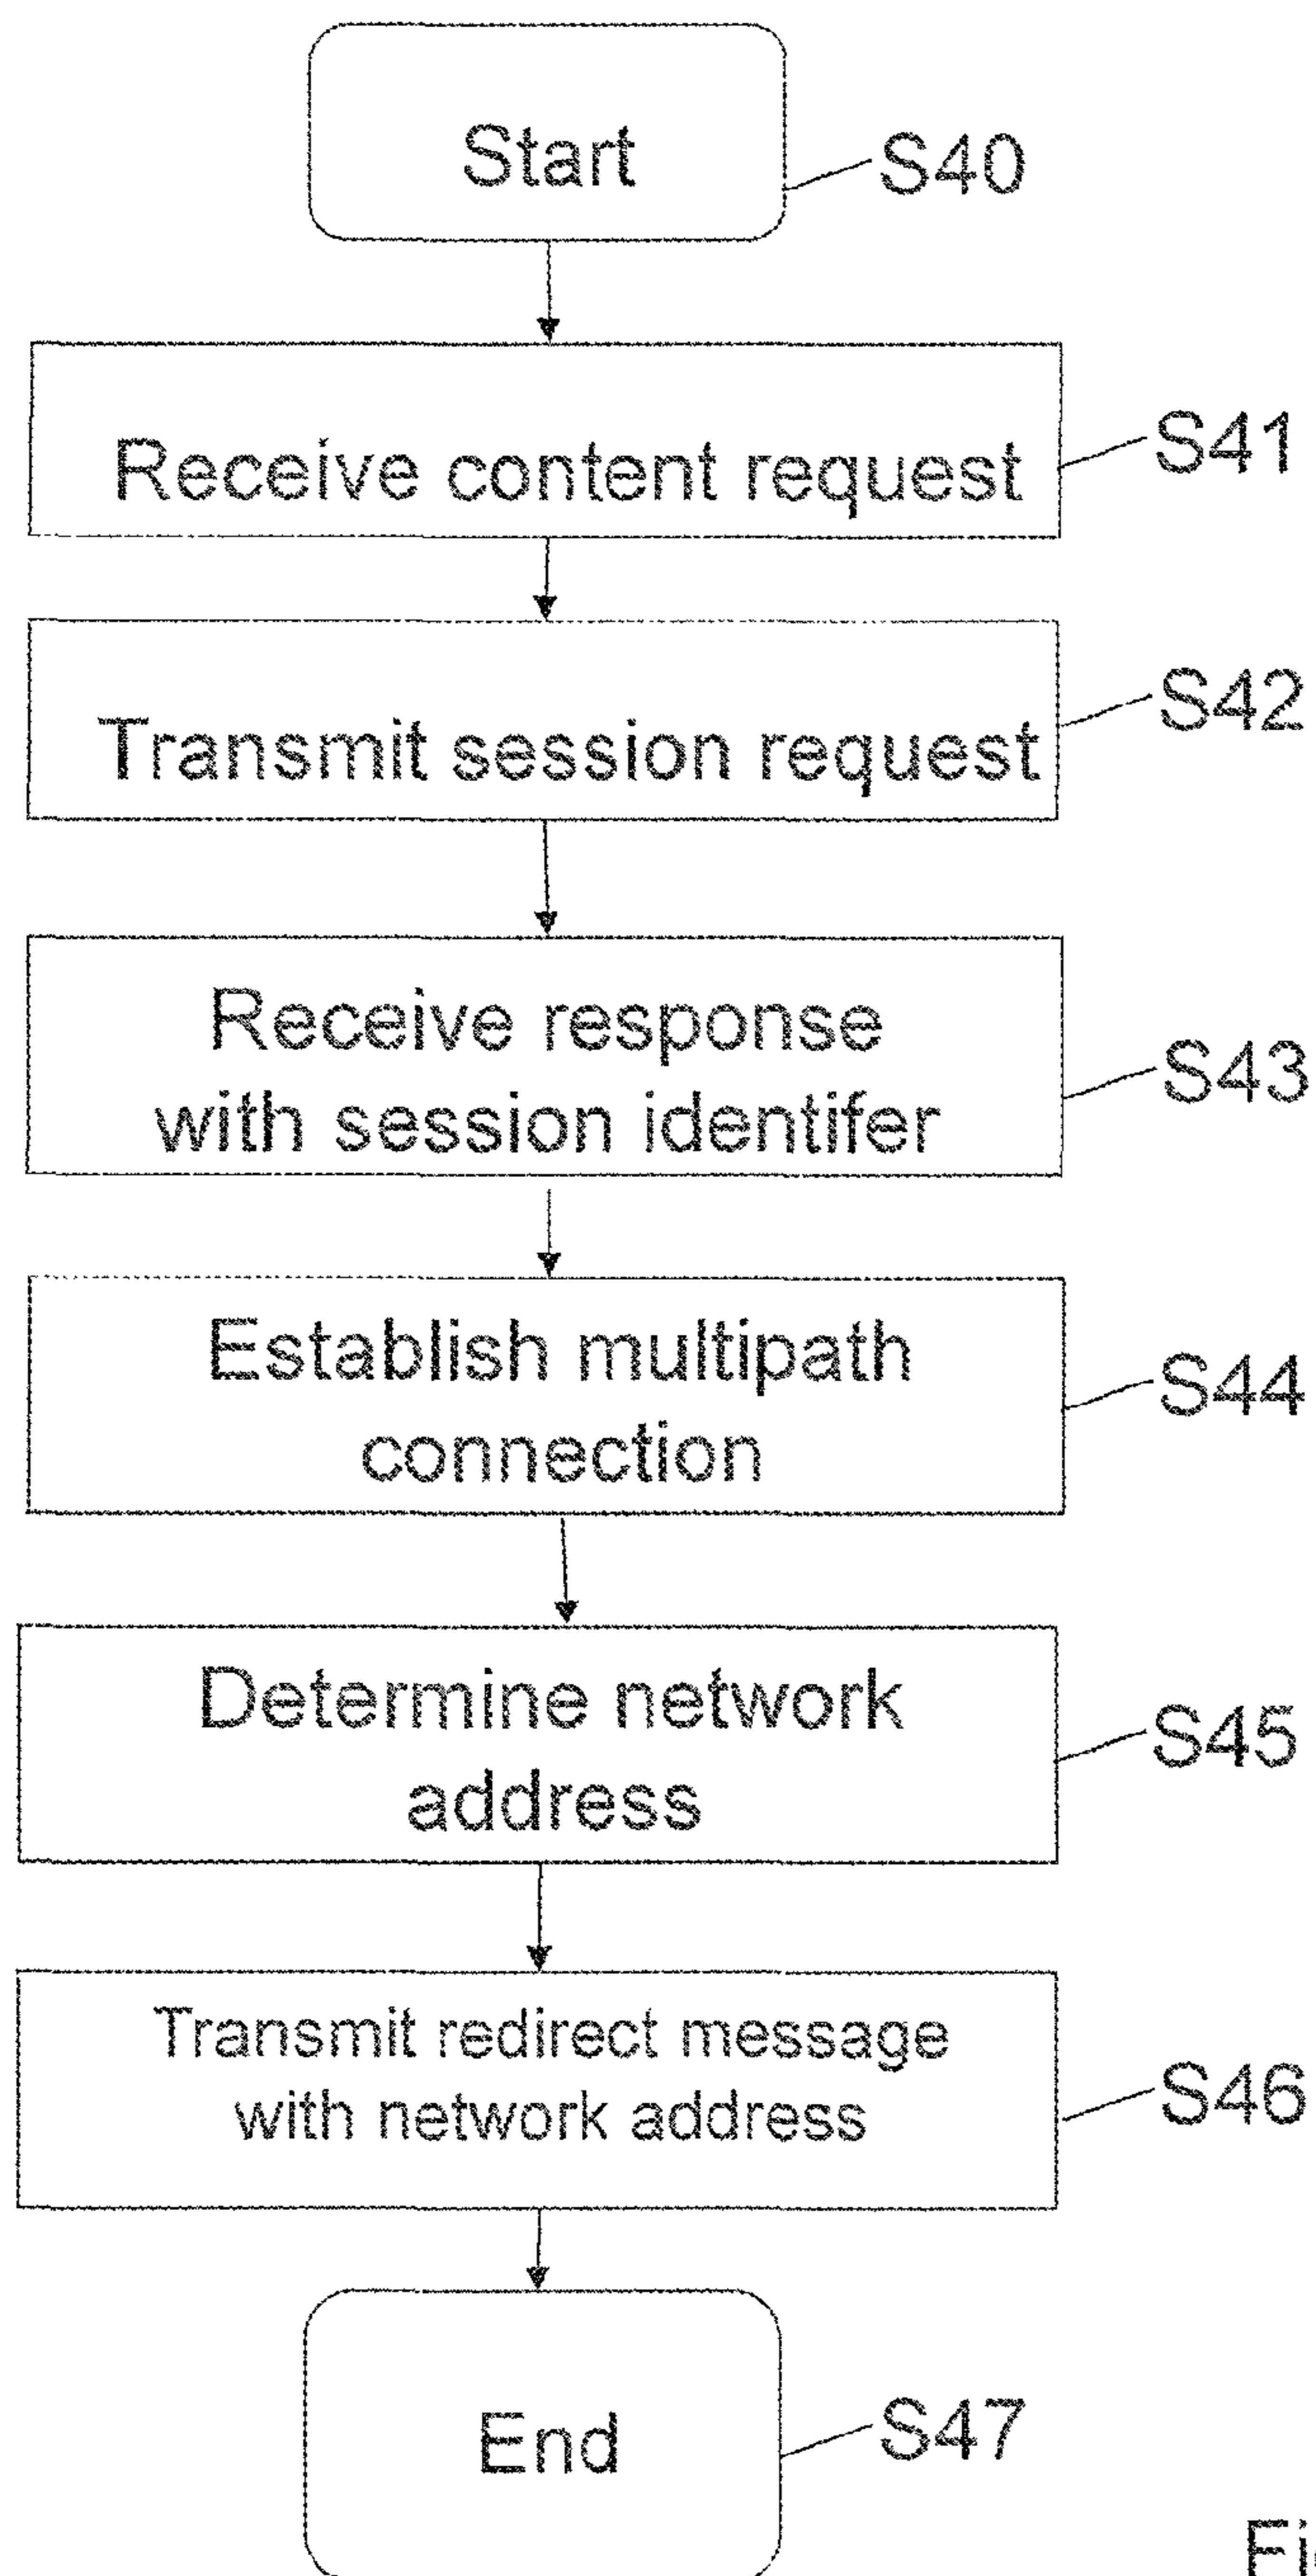 Start
S40
Receive content request
S41
Transmit session request
S42
Receive response
with session identifer
S43
Establish multipath
connection
S44
Determine network
address
S45
Transmit redirect message
with network address
S46
End
S47